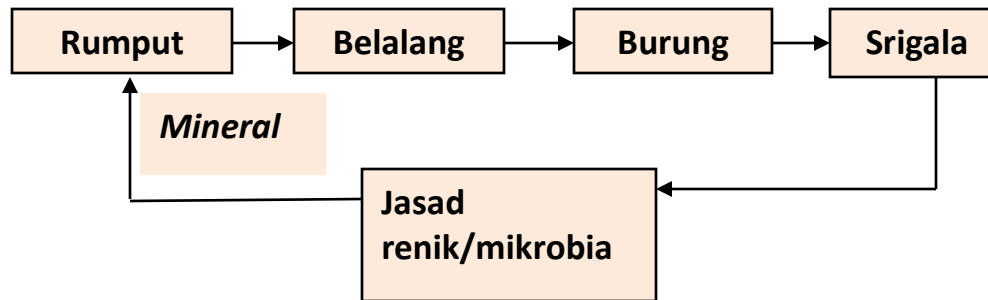 Rumput
Belalang
Burung
Srigala
Mineral
Jasad
renik/mikrobia